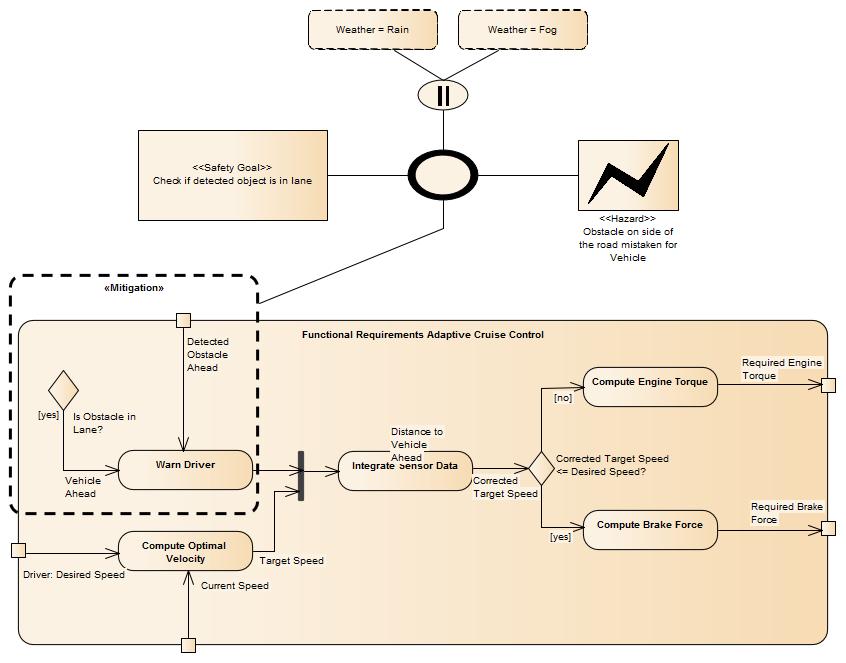 Weather = Rain
Weather = Fog
<<Safety Goal>>
Check if detected object is in lane
<<Hazard>>
Obstacle on side of
the road mistaken for
Vehicle
«Mitigation»
Functional Requirements Adaptive Cruise Control
Detected
Obstacle
Ahead
[yes]
Is Obstacle in
Lane?
Vehicle
Ahead
Warn Driver
Distance to
Vehicle
Ahead
Integrate Sensor Data
Corrected
Target Speed
[no]
Compute Engine Torque
Required Engine
Torque
Corrected Target Speed
<= Desired Speed?
[yes]
Compute Brake Force
Required Brake
Force
Compute Optimal
Velocity
Target Speed
Driver: Desired Speed
Current Speed